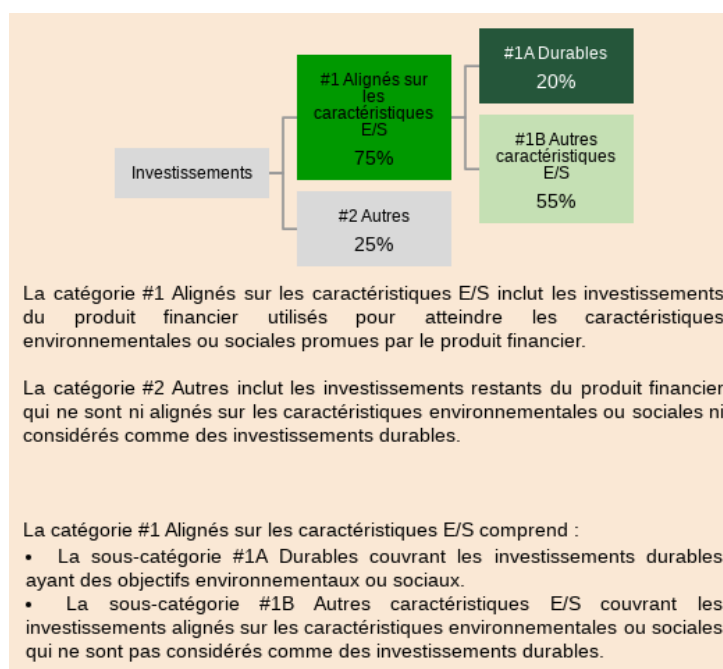 Investissements
#1 Alignés sur
les
caractéristiques
E/S
75%
#2 Autres
25%
#1A Durables
20%
#1B Autres
caractéristiques
E/S
55%
La catégorie #1 Alignés sur les caractéristiques E/S inclut les investissements
du produit financier utilisés pour atteindre les caractéristiques
environnementales ou sociales promues par le produit financier.
La catégorie #2 Autres inclut les investissements restants du produit financier
qui ne sont ni alignés sur les caractéristiques environnementales ou sociales ni
considérés comme des investissements durables.
La catégorie #1 Alignés sur les caractéristiques E/S comprend :
• La sous-catégorie #1A Durables couvrant les investissements durables
ayant des objectifs environnementaux ou sociaux.
• La sous-catégorie #1B Autres caractéristiques E/S couvrant les
investissements alignés sur les caractéristiques environnementales ou sociales
qui ne sont pas considérés comme des investissements durables.